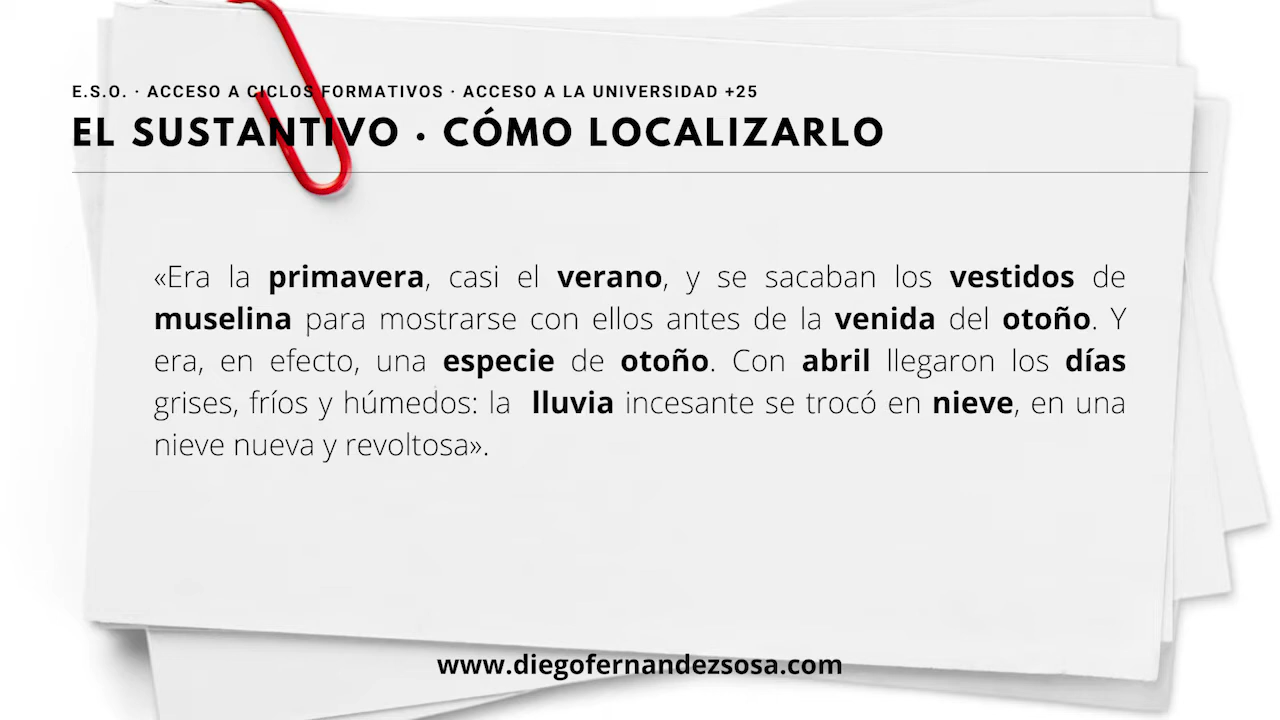 E.S.O. · ACCESO A CICLOS FORMATIVOS · ACCESO A LA UNIVERSIDAD +25
EL SUSTANTIVO · CÓMO LOCALIZARLO
«Era la primavera, casi el verano, y se sacaban los vestidos de
muselina para mostrarse con ellos antes de la venida del otoño. Y
era, en efecto, una especie de otoño. Con abril llegaron los días
grises, fríos y húmedos: la lluvia incesante se trocó en nieve, en una
nieve nueva y revoltosa».
www.diegofernandezsosa.com